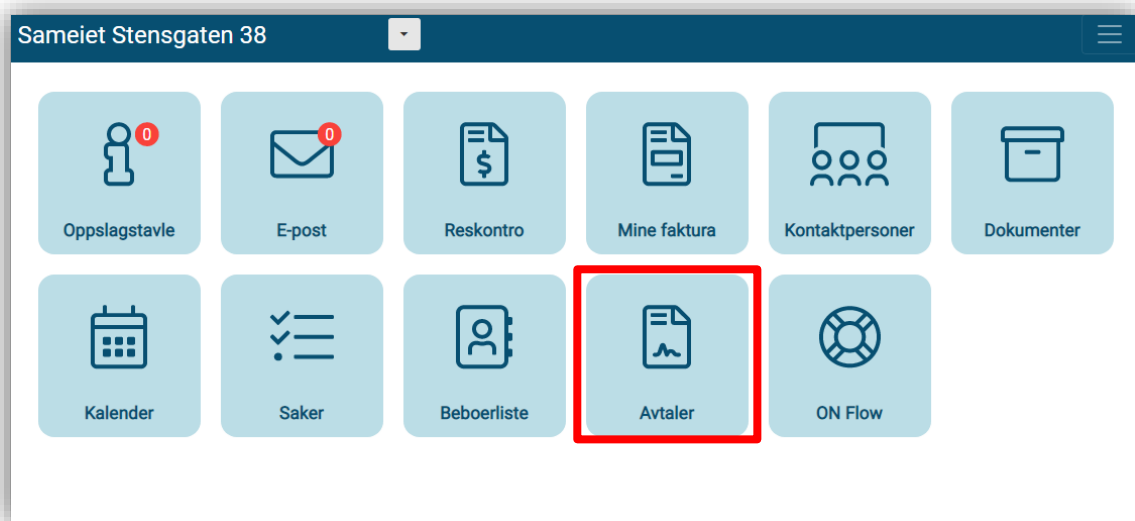 Sameiet Stensgaten 38
0
0
$
Oppslagstavle
E-post
Reskontro
Mine faktura
Kontaktpersoner
Dokumenter
Kalender
Saker
Beboerliste
Avtaler
ON Flow